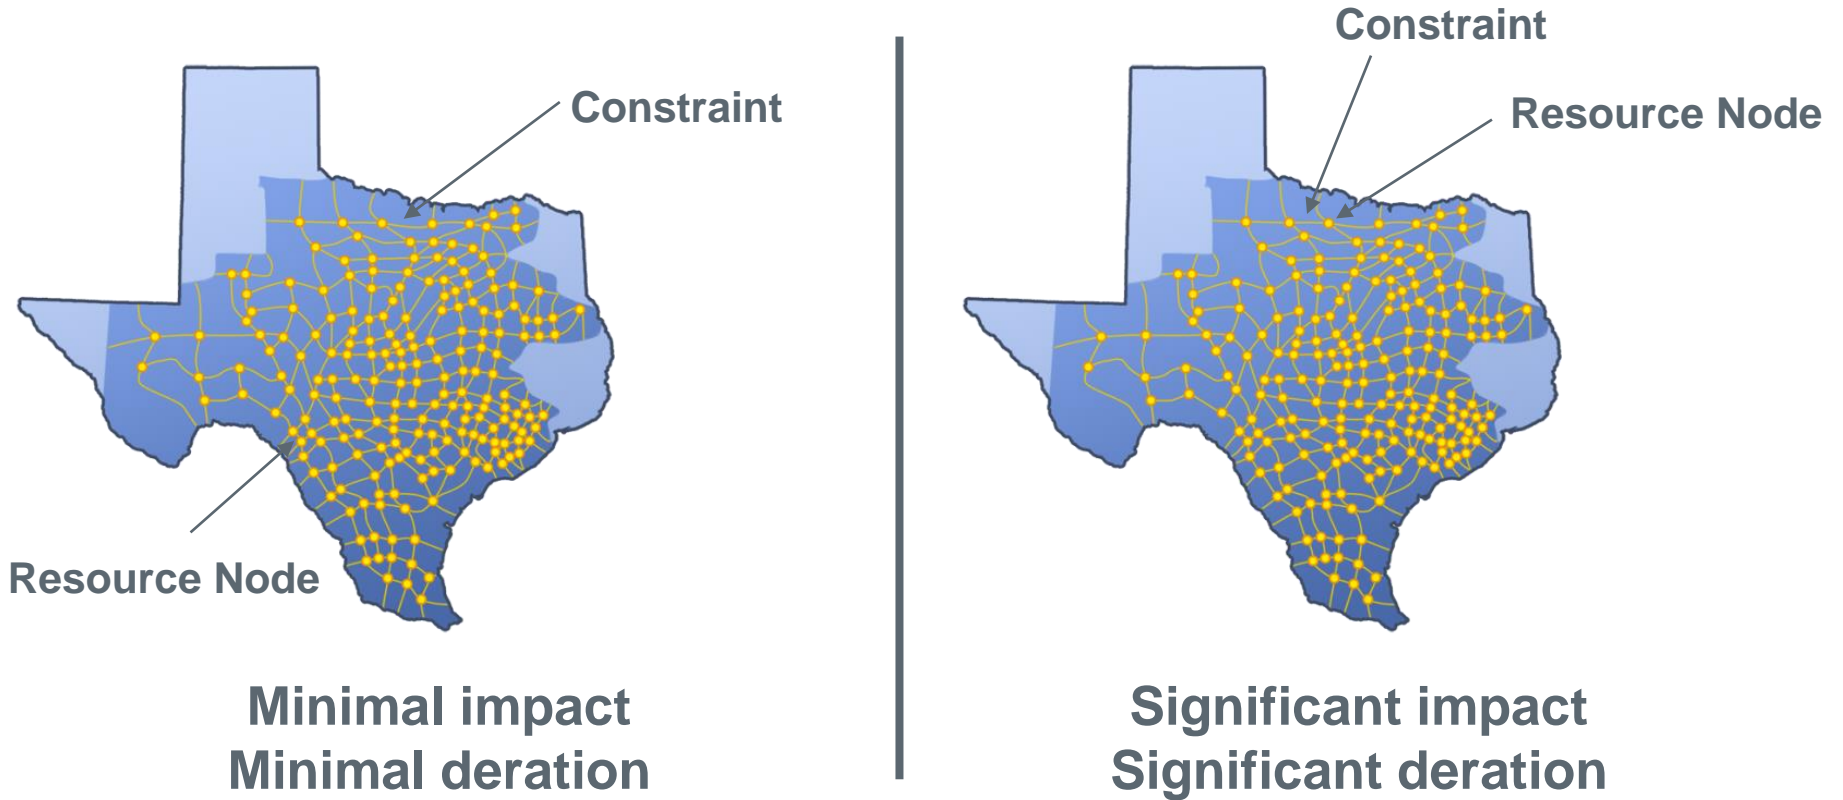 Constraint
Resource Node
Minimal impact
Minimal deration
Constraint
Resource Node
Significant impact
Significant deration